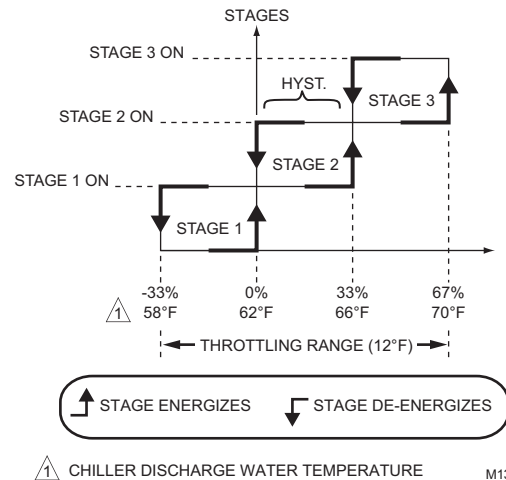 STAGES
STAGE 3 ON
HYST.
STAGE 3
STAGE 2 ON
STAGE 2
STAGE 1 ON
STAGE 1
-33% 0% 33% 67%
1 58°F 62°F 66°F 70°F
THROTTLING RANGE (12°F)
STAGE ENERGIZES STAGE DE-ENERGIZES
1 CHILLER DISCHARGE WATER TEMPERATURE M13